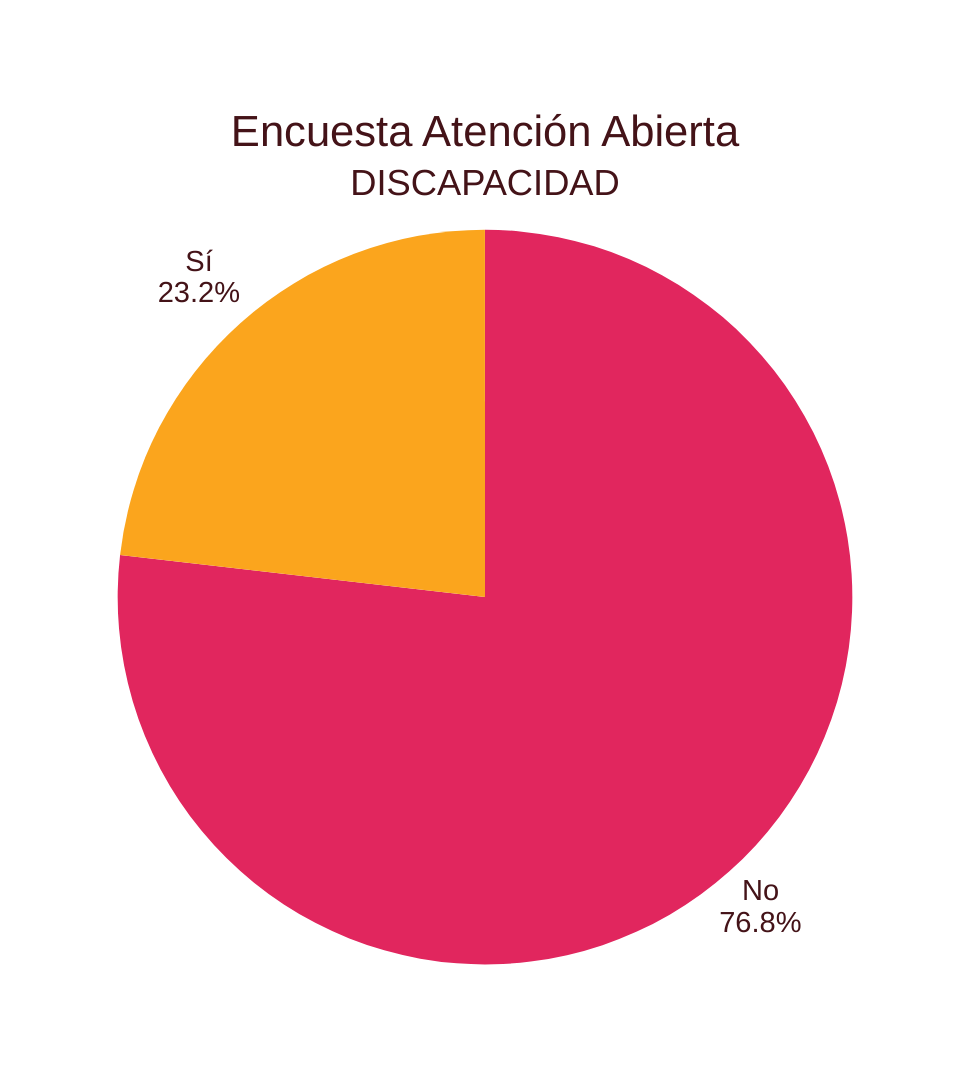 Encuesta Atención Abierta
DISCAPACIDAD
Sí
23.2%
No
76.8%